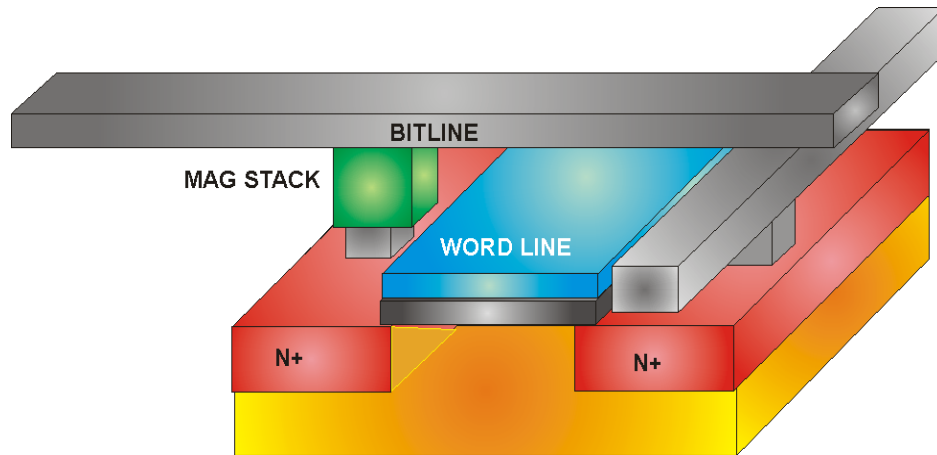 BITLINE
MAG STACK
WORD LINE
N+
N+